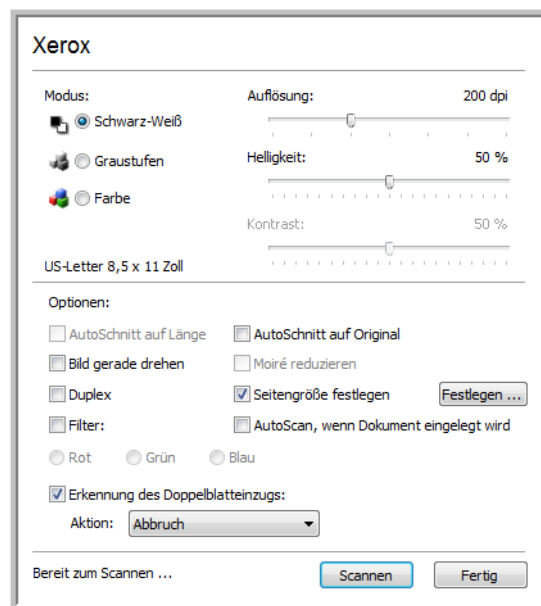 Xerox
Modus:
Schwarz-Weiß
Graustufen
Farbe
US-Letter 8,5 x 11 Zoll
Auflösung: 200 dpi
Helligkeit: 50 %
Kontrast: 50 %
Optionen:
AutoSchnitt auf Länge AutoSchnitt auf Original
Bild gerade drehen Moiré reduzieren
Duplex Seitengröße festlegen Festlegen ...
Filter: AutoScan, wenn Dokument eingelegt wird
Rot Grün Blau
Erkennung des Doppelblatteinzugs:
Aktion: Abbruch
Bereit zum Scannen ... Scannen Fertig